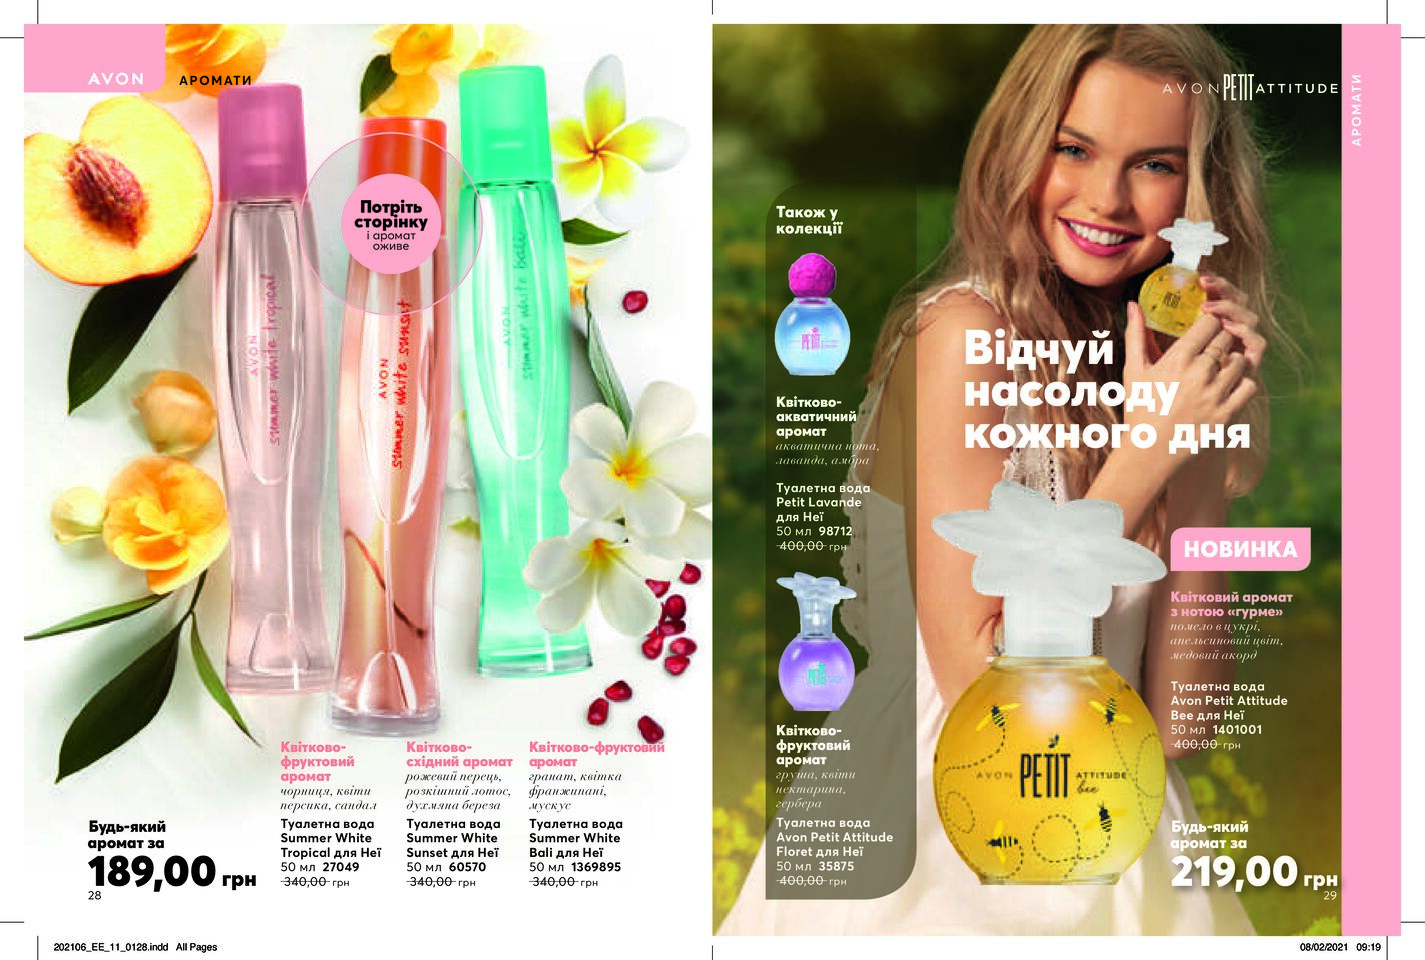 AVON
АРОМАТИ
Потріть
сторінку
і аромат
оживе
AVON
summer white tropical
AVON
summer white sunset
AVON
summer white bali
Квітково-
фруктовий
аромат
чорниця, квіти
персика, сандал
Туалетна вода
Summer White
Tropical для Неї
50 мл 27049
340,00 грн
Квітково-
східний аромат
рожевий перець,
розкішний лотос,
духмяна береза
Туалетна вода
Summer White
Sunset для Неї
50 мл 60570
340,00 грн
Квітково-фруктовий
аромат
гранат, квітка
франжипані,
мускус
Туалетна вода
Summer White
Bali для Неї
50 мл 1369895
340,00 грн
Будь-який
аромат за
189,00 грн
28
AVON PETIT ATTITUDE
АРОМАТИ
Також у
колекції
PETIT
Квітково-
акватичний
аромат
акватична нота,
лаванда, амбра
Туалетна вода
Petit Lavande
для Неї
50 мл 98712
400,00 грн
PETIT
Квітково-
фруктовий
аромат
груша, квіти
нектарина,
гербера
Туалетна вода
Avon Petit Attitude
Floret для Неї
50 мл 35875
400,00 грн
PETIT
Відчуй
насолоду
кожного дня
НОВИНКА
Квітковий аромат
з нотою «гурме»
помело в цукрі,
апельсиновий цвіт,
медовий акорд
Туалетна вода
Avon Petit Attitude
Bee для Неї
50 мл 1401001
400,00 грн
AVON PETIT ATTITUDE
bee
Будь-який
аромат за
219,00 грн
29
202106_EE_11_0128.indd All Pages
08/02/2021 09:19